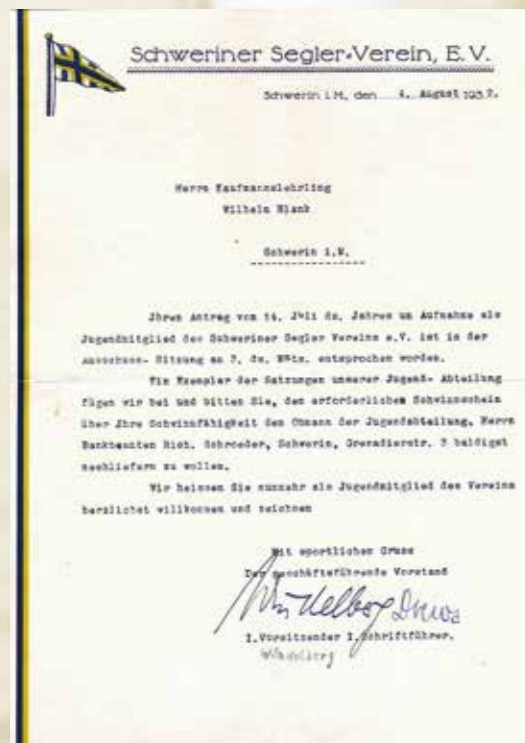 Schweriner Segler-Verein, E.V.
Schwerin i.M., den 4. August 1937.
Herrn Kaufmannslehrling
Wilhelm Blank
Schwerin i.M.
Ihrem Antrag vom 14. Juli ds. Jahres um Aufnahme als
Jugendmitglied des Schweriner Segler Vereins e.V. ist in der
Ausschuss- Sitzung am 3. ds. Mts. entsprochen worden.
Ein Exemplar der Satzungen unserer Jugend- Abteilung
fügen wir bei und bitten Sie, den erforderlichen Schwimmschein
über Ihre Schwimmfähigkeit dem Obmann der Jugendabteilung, Herrn
Bankbeamten Rich. Schroeder, Schwerin, Grenadierstr. 3 baldigst
nachliefern zu wollen.
Wir heissen Sie nunmehr als Jugendmitglied des Vereins
herzlichst willkommen und zeichnen
Mit sportlichem Gruss
Der geschäftsführende Vorstand
Drews
I.Vorsitzender I.Schriftführer.